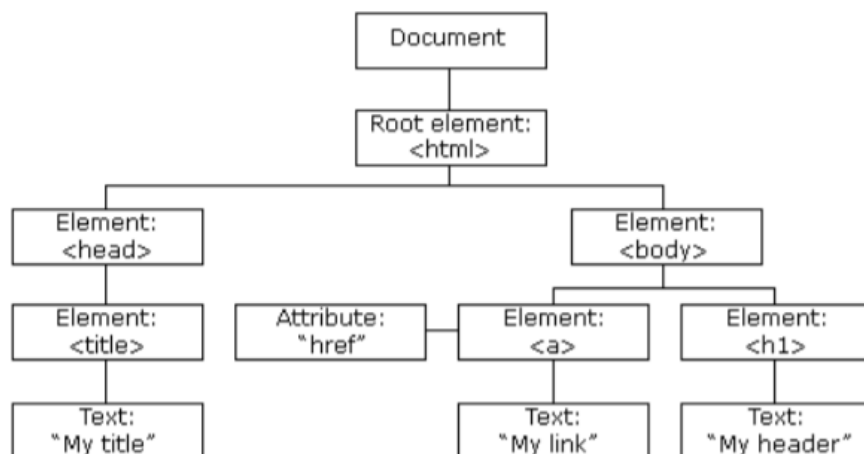 Document
Root element:
<html>
Element:
<head>
Element:
<body>
Element:
<title>
Attribute:
“href”
Element:
<a>
Element:
<h1>
Text:
“My title”
Text:
“My link”
Text:
“My header”